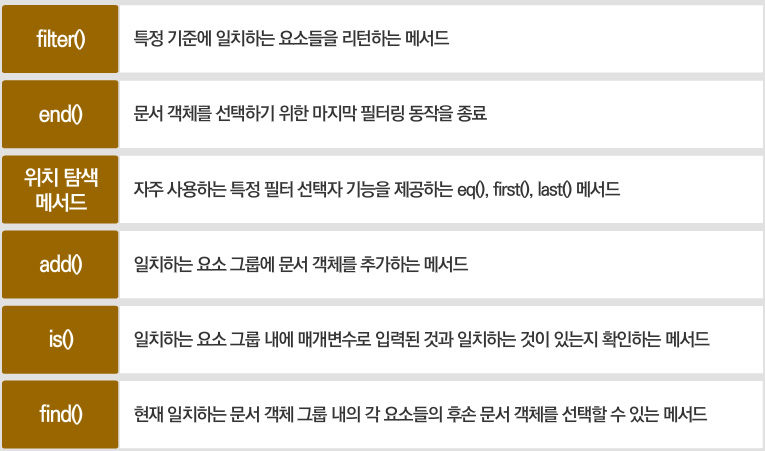 filter()
특정 기준에 일치하는 요소들을 리턴하는 메서드
end()
문서 객체를 선택하기 위한 마지막 필터링 동작을 종료
위치 탐색
메서드
자주 사용하는 특정 필터 선택자 기능을 제공하는 eq(), first(), last() 메서드
add()
일치하는 요소 그룹에 문서 객체를 추가하는 메서드
is()
일치하는 요소 그룹 내에 매개변수로 입력된 것과 일치하는 것이 있는지 확인하는 메서드
find()
현재 일치하는 문서 객체 그룹 내의 각 요소들의 후손 문서 객체를 선택할 수 있는 메서드